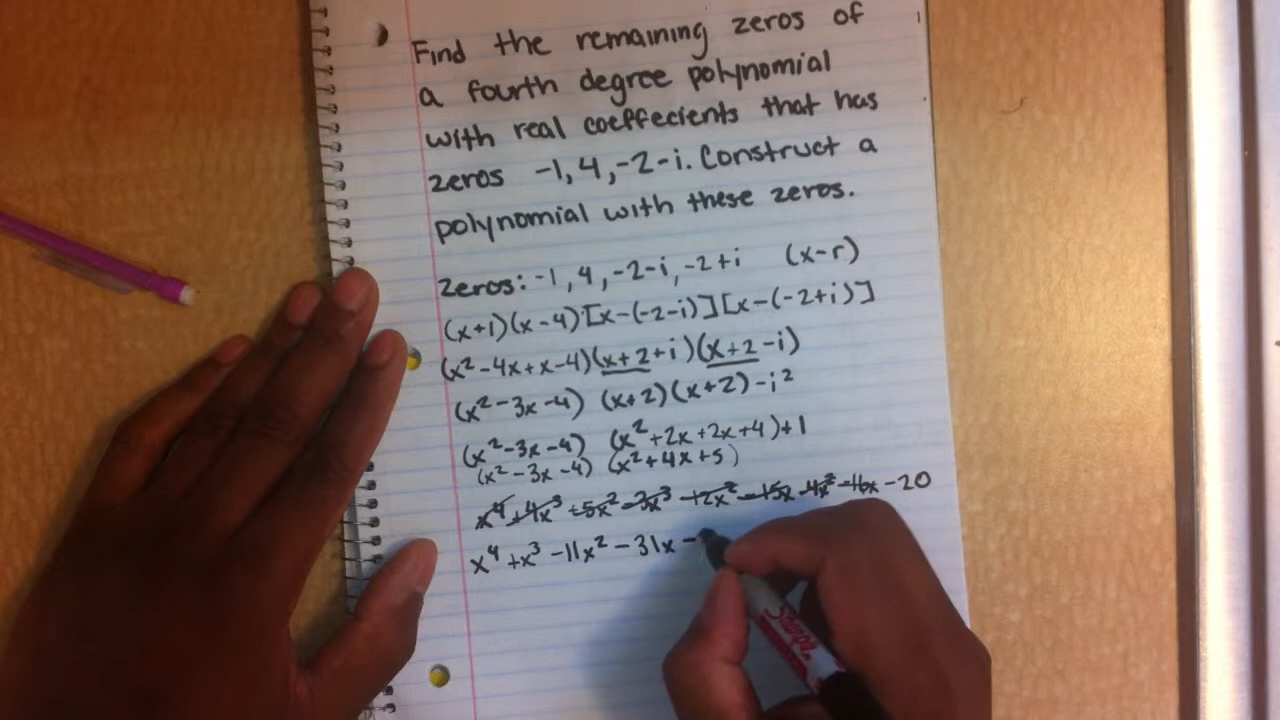 Find the remaining zeros of
a fourth degree polynomial
with real coeffecients that has
zeros -1, 4, -2-i. Construct a
polynomial with these zeros.
Zeros: -1, 4, -2-i, -2+i (x-r)
(x+1)(x-4)[x-(-2-i)][x-(-2+i)]
(x²-4x+x-4)(x+2+i)(x+2-i)
(x²-3x-4) (x+2)(x+2)-i²
(x²-3x-4) (x²+2x+2x+4)+1
(x²-3x-4) (x²+4x+5)
x⁴+4x³+5x²-3x³-12x²-15x-4x²-16x-20
x⁴+x³-11x²-31x-
Sharpie